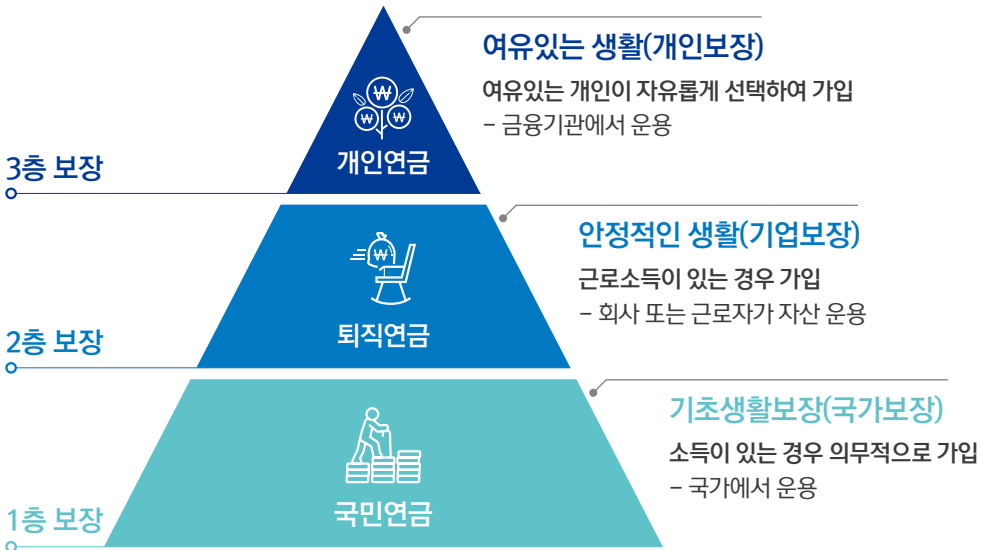 여유있는 생활(개인보장)
여유있는 개인이 자유롭게 선택하여 가입
– 금융기관에서 운용
₩
₩ ₩
개인연금
3층 보장
안정적인 생활(기업보장)
근로소득이 있는 경우 가입
– 회사 또는 근로자가 자산 운용
₩
퇴직연금
2층 보장
기초생활보장(국가보장)
소득이 있는 경우 의무적으로 가입
– 국가에서 운용
국민연금
1층 보장